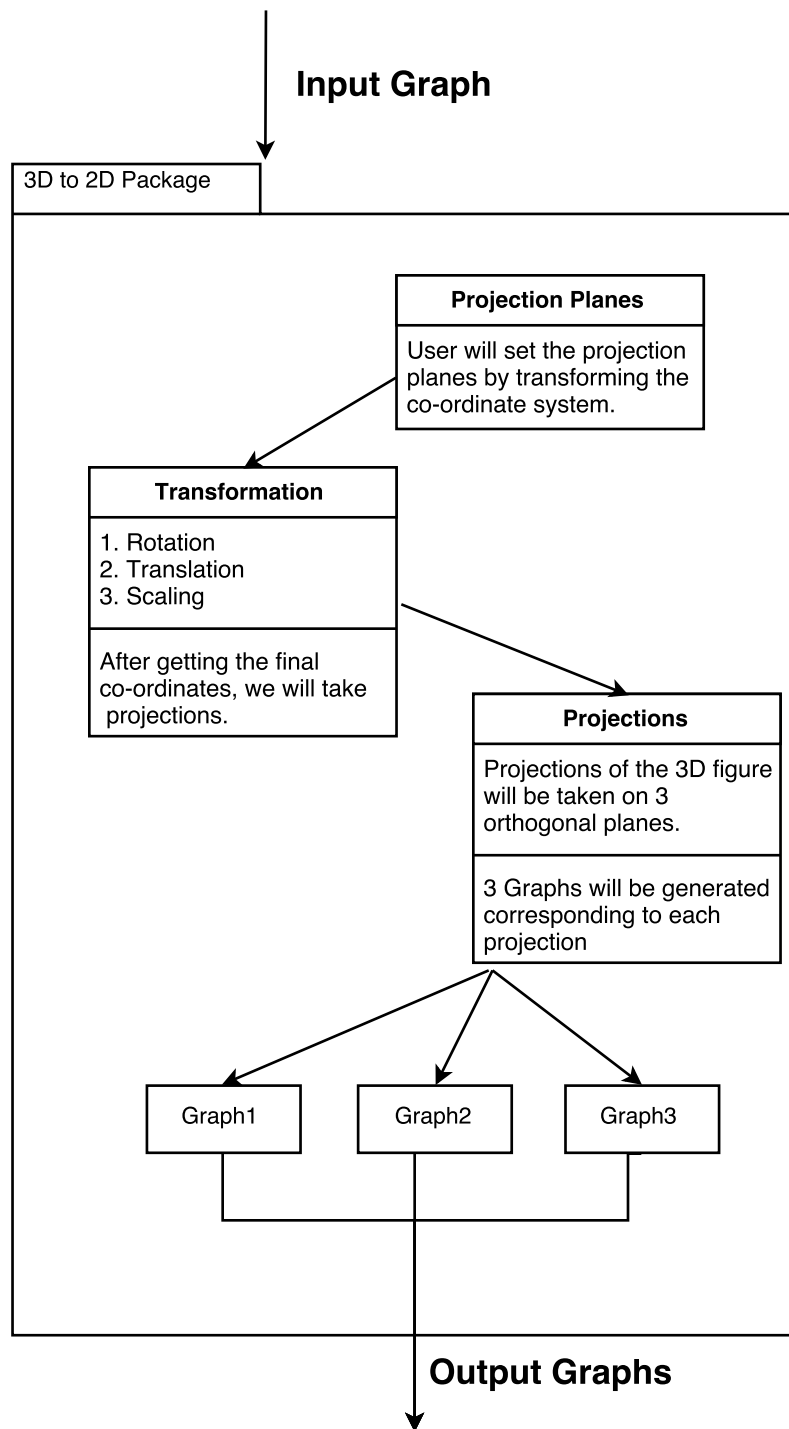 Input Graph
3D to 2D Package
Projection Planes
User will set the projection
planes by transforming the
co-ordinate system.
Transformation
1. Rotation
2. Translation
3. Scaling
After getting the final
co-ordinates, we will take
projections.
Projections
Projections of the 3D figure
will be taken on 3
orthogonal planes.
3 Graphs will be generated
corresponding to each
projection
Graph1
Graph2
Graph3
Output Graphs